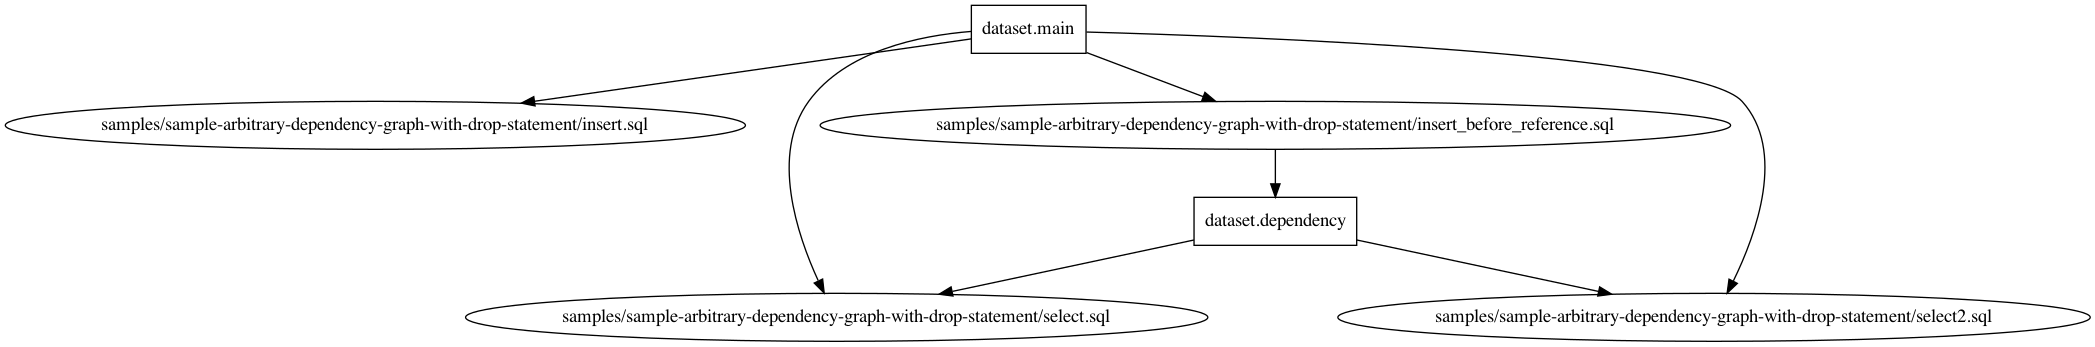 dataset.main
samples/sample-arbitrary-dependency-graph-with-drop-statement/insert.sql
samples/sample-arbitrary-dependency-graph-with-drop-statement/insert_before_reference.sql
dataset.dependency
samples/sample-arbitrary-dependency-graph-with-drop-statement/select.sql
samples/sample-arbitrary-dependency-graph-with-drop-statement/select2.sql